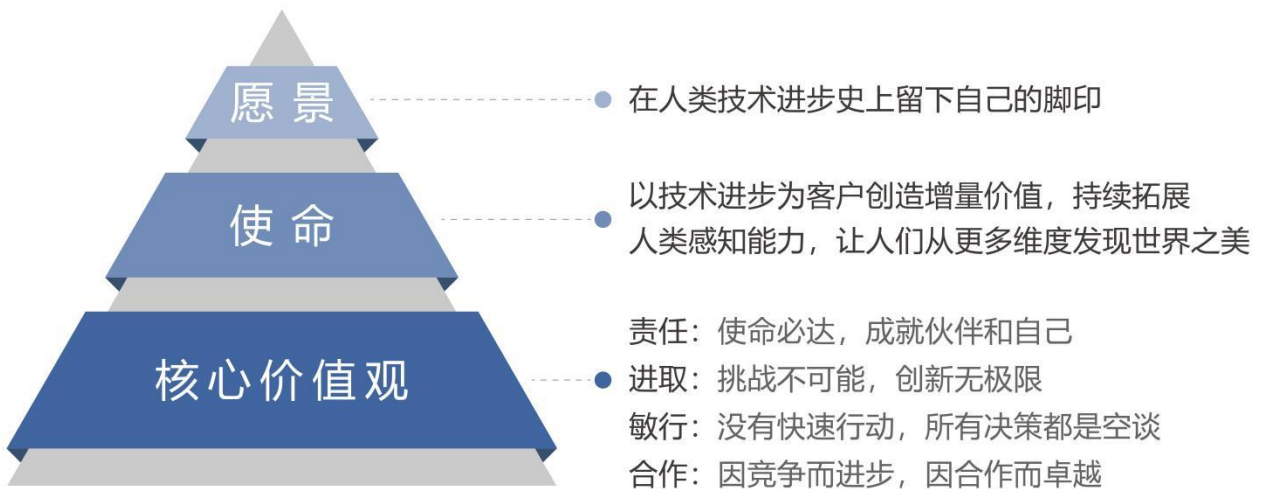 愿景
在人类技术进步史上留下自己的脚印
使命
以技术进步为客户创造增量价值，持续拓展
人类感知能力，让人们从更多维度发现世界之美
核心价值观
责任：使命必达，成就伙伴和自己
进取：挑战不可能，创新无极限
敏行：没有快速行动，所有决策都是空谈
合作：因竞争而进步，因合作而卓越